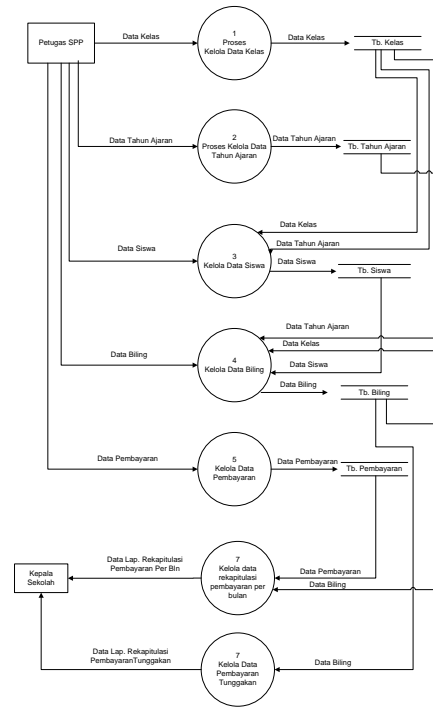 Petugas SPP
Data Kelas
1
Proses
Kelola Data Kelas
Data Kelas
Tb. Kelas
Data Tahun Ajaran
2
Proses Kelola Data
Tahun Ajaran
Data Tahun Ajaran
Tb. Tahun Ajaran
Data Kelas
Data Tahun Ajaran
Data Siswa
3
Kelola Data Siswa
Data Siswa
Tb. Siswa
Data Tahun Ajaran
Data Kelas
Data Biling
4
Kelola Data Biling
Data Siswa
Data Biling
Tb. Biling
Data Pembayaran
5
Kelola Data
Pembayaran
Data Pembayaran
Tb. Pembayaran
Kepala
Sekolah
Data Lap. Rekapitulasi
Pembayaran Per Bln
7
Kelola data
rekapitulasi
pembayaran per
bulan
Data Pembayaran
Data Biling
Data Lap. Rekapitulasi
PembayaranTunggakan
7
Kelola Data
Pembayaran
Tunggakan
Data Biling